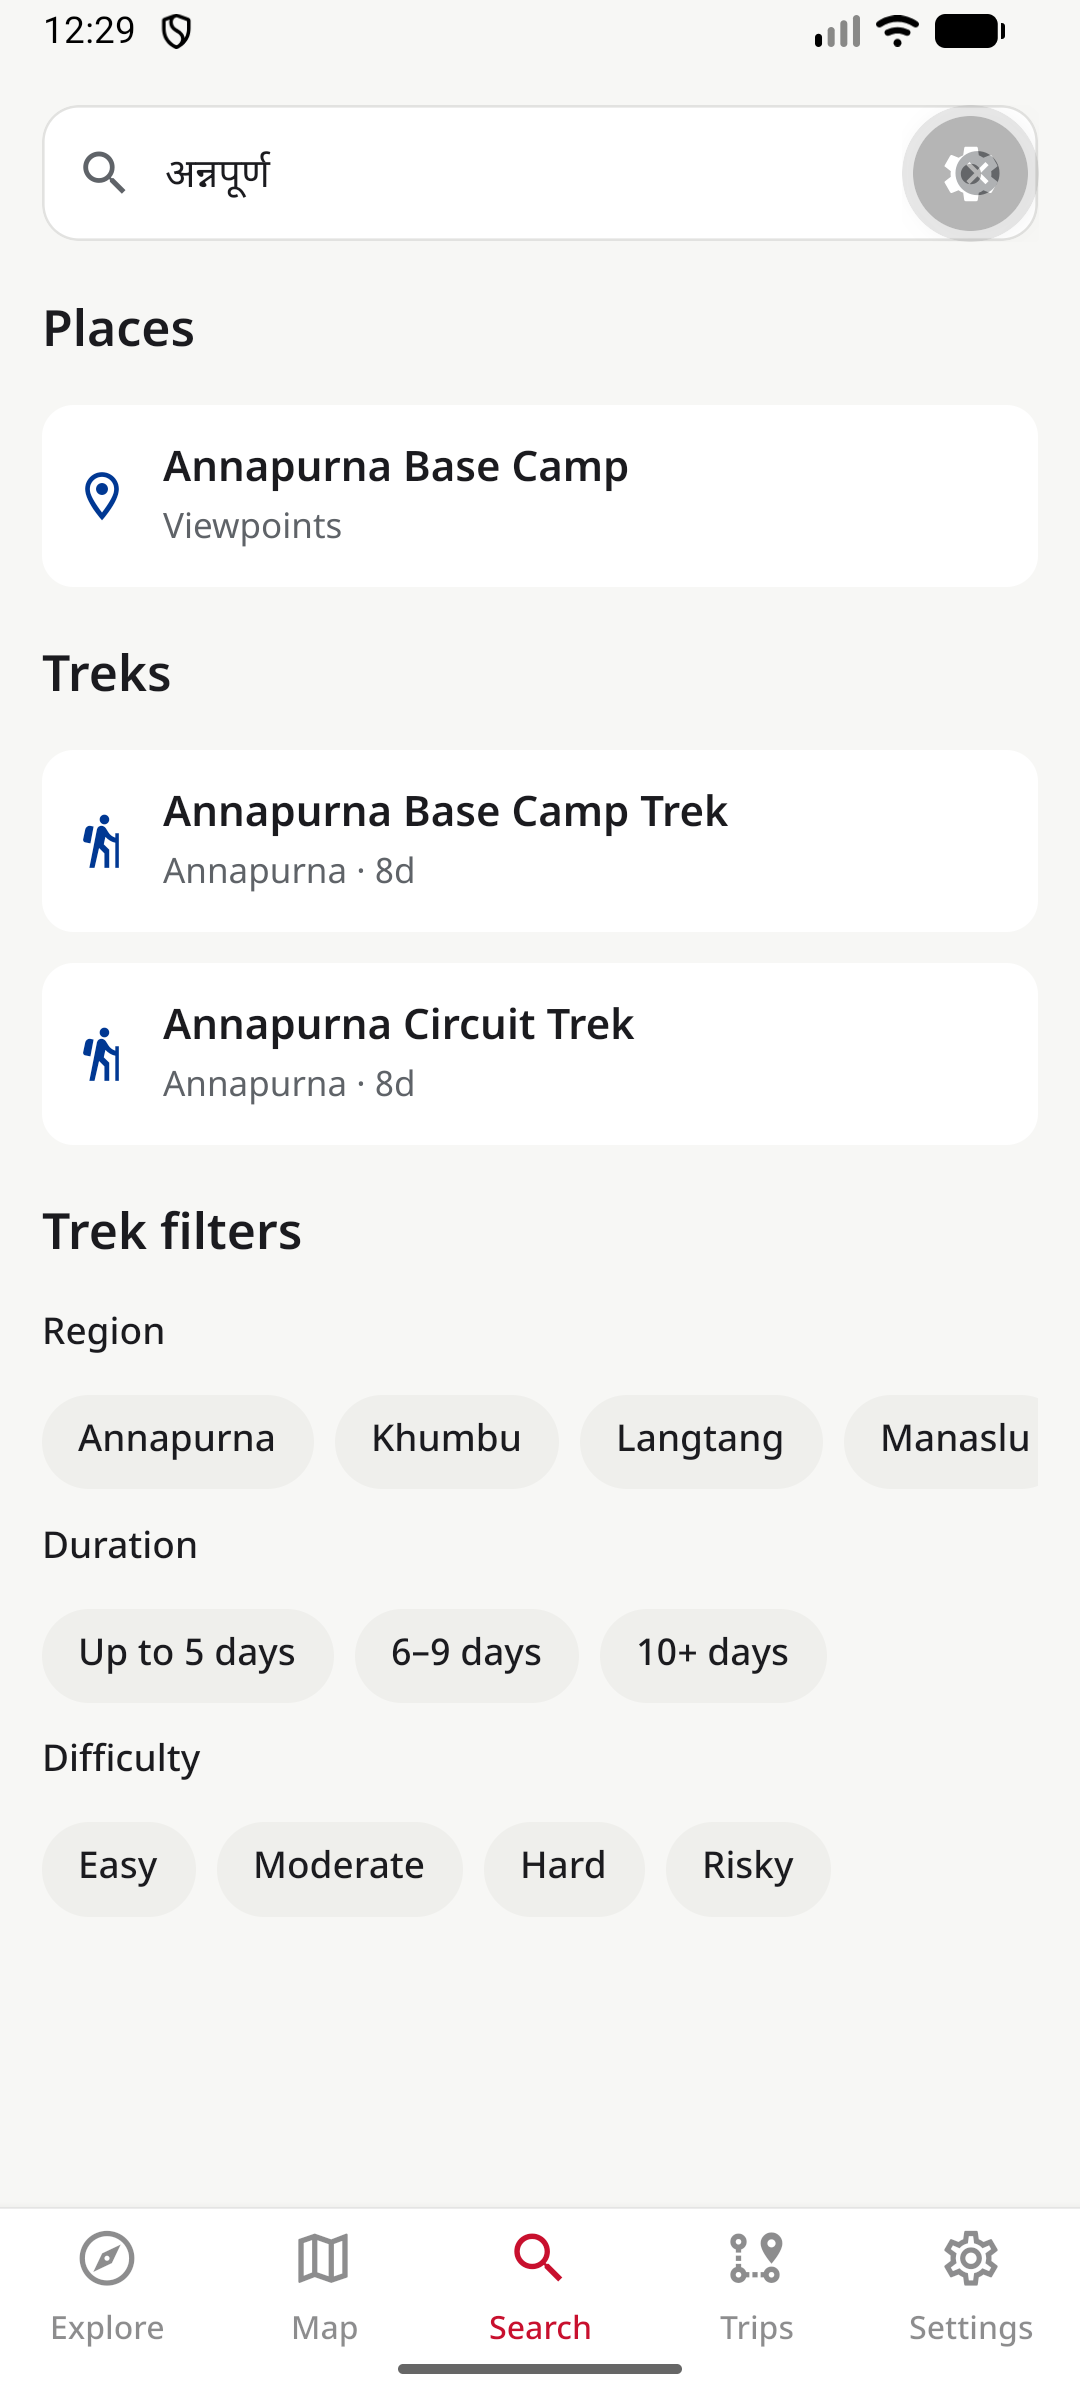 12:29
अन्नपूर्ण
Places
Annapurna Base Camp
Viewpoints
Treks
Annapurna Base Camp Trek
Annapurna · 8d
Annapurna Circuit Trek
Annapurna · 8d
Trek filters
Region
Annapurna Khumbu Langtang Manaslu
Duration
Up to 5 days 6–9 days 10+ days
Difficulty
Easy Moderate Hard Risky
Explore Map Search Trips Settings